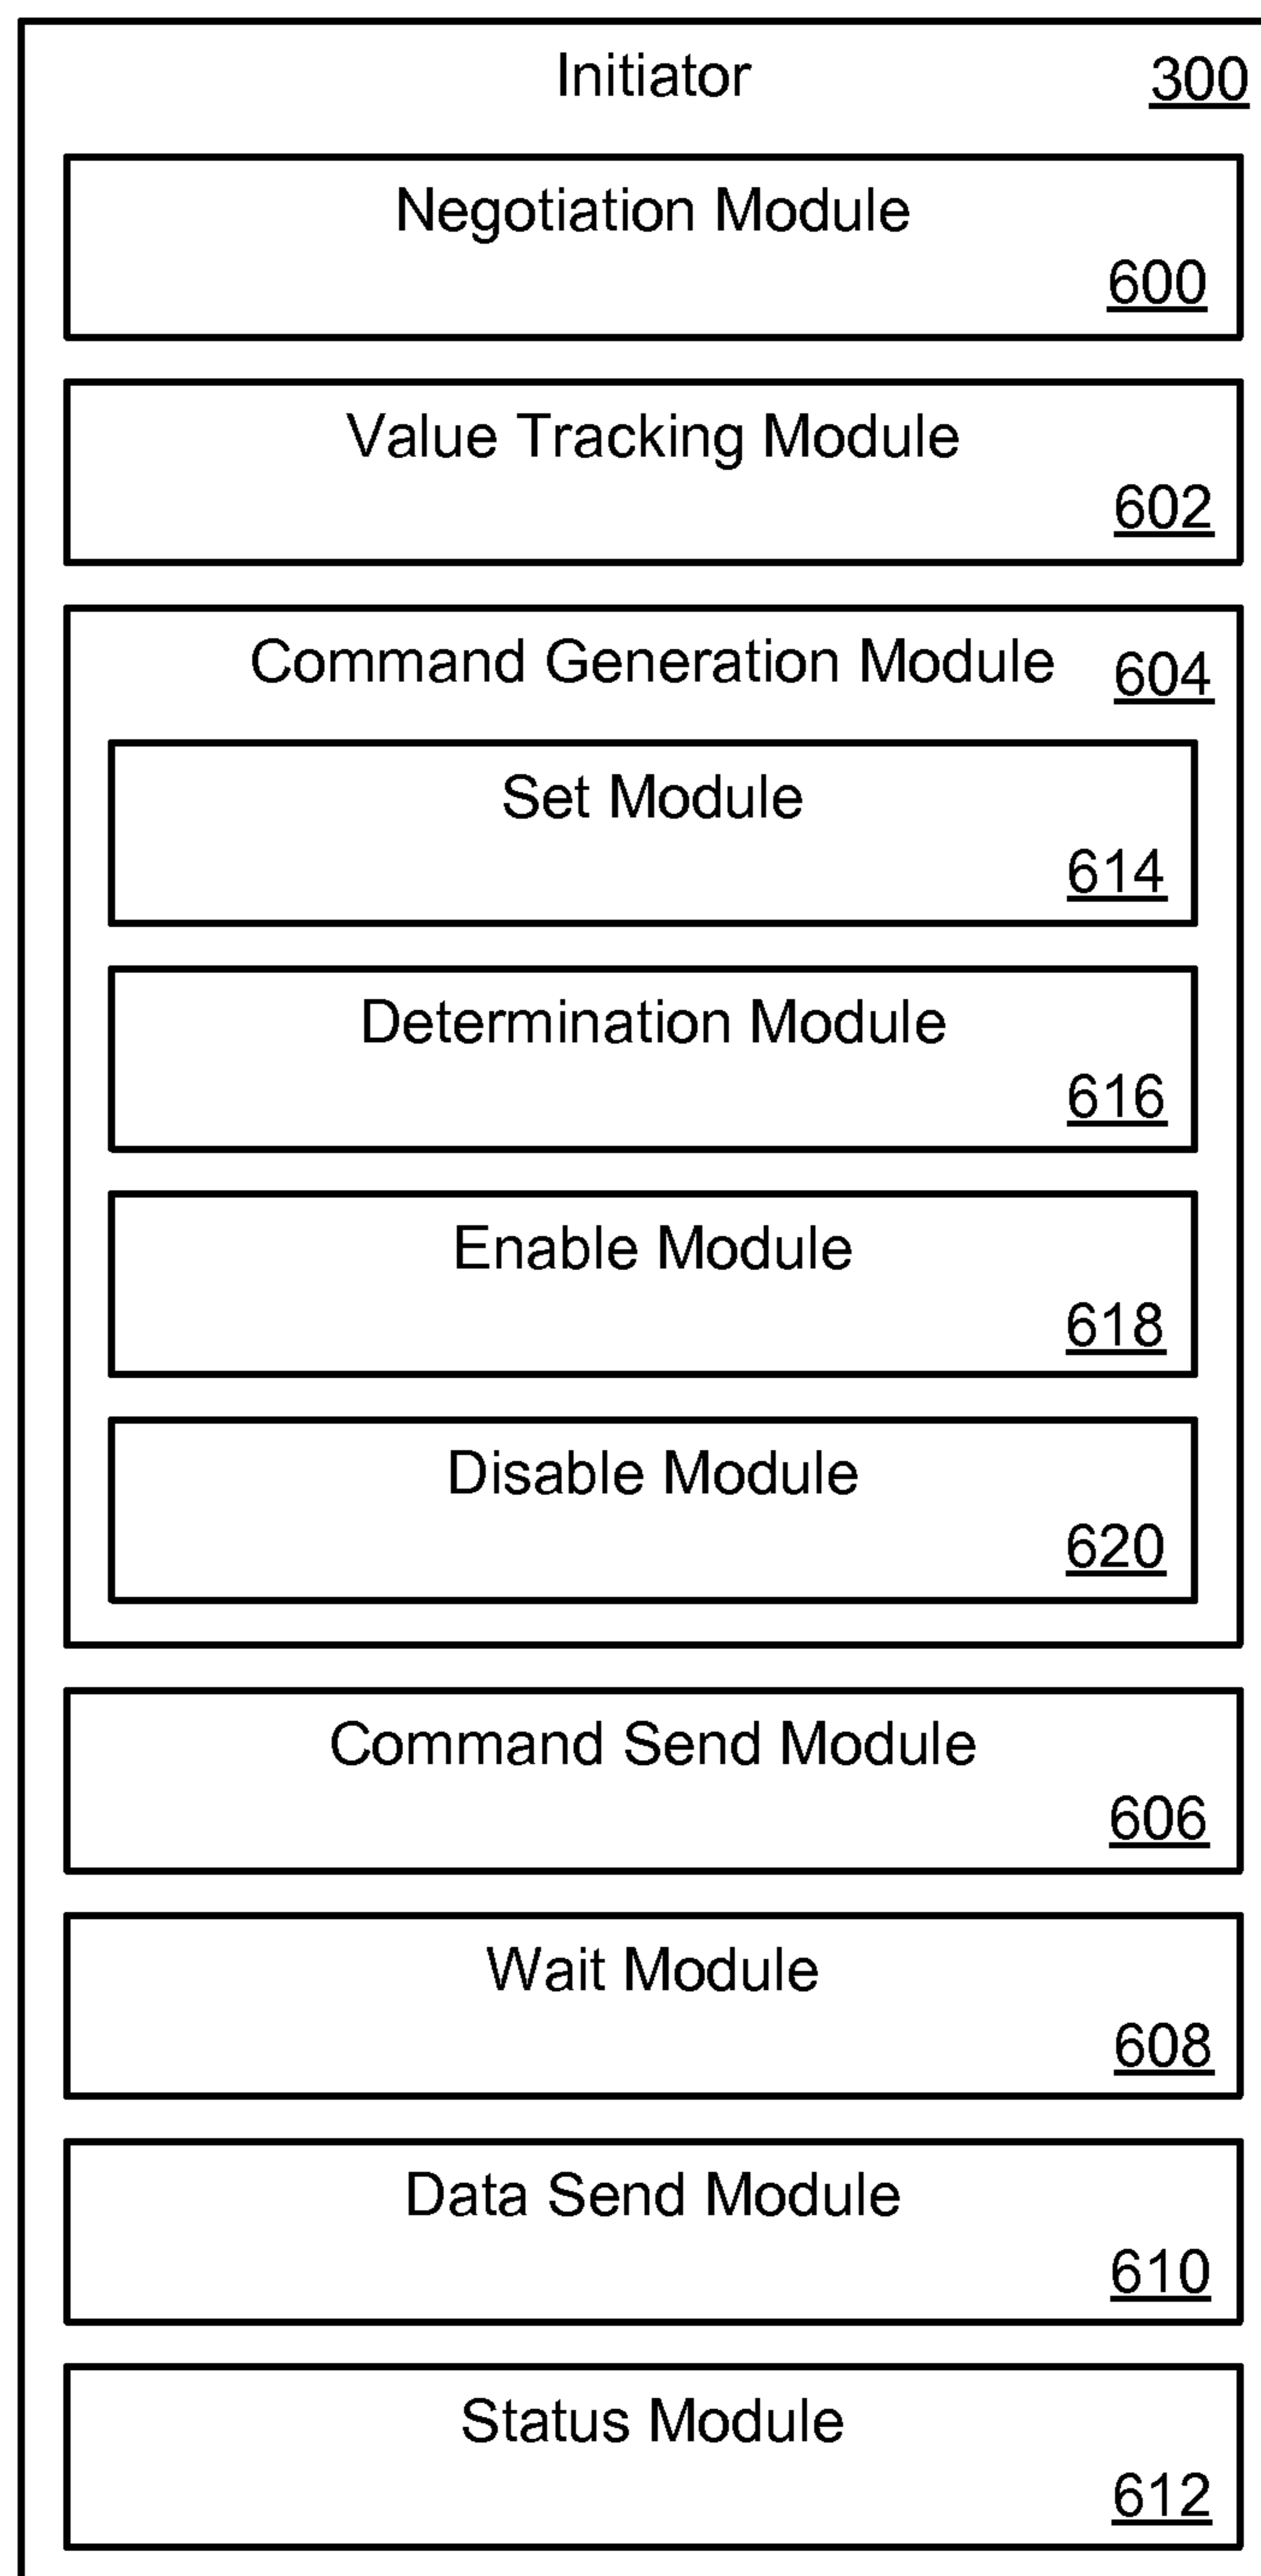 Initiator 300
Negotiation Module
600
Value Tracking Module
602
Command Generation Module 604
Set Module
614
Determination Module
616
Enable Module
618
Disable Module
620
Command Send Module
606
Wait Module
608
Data Send Module
610
Status Module
612